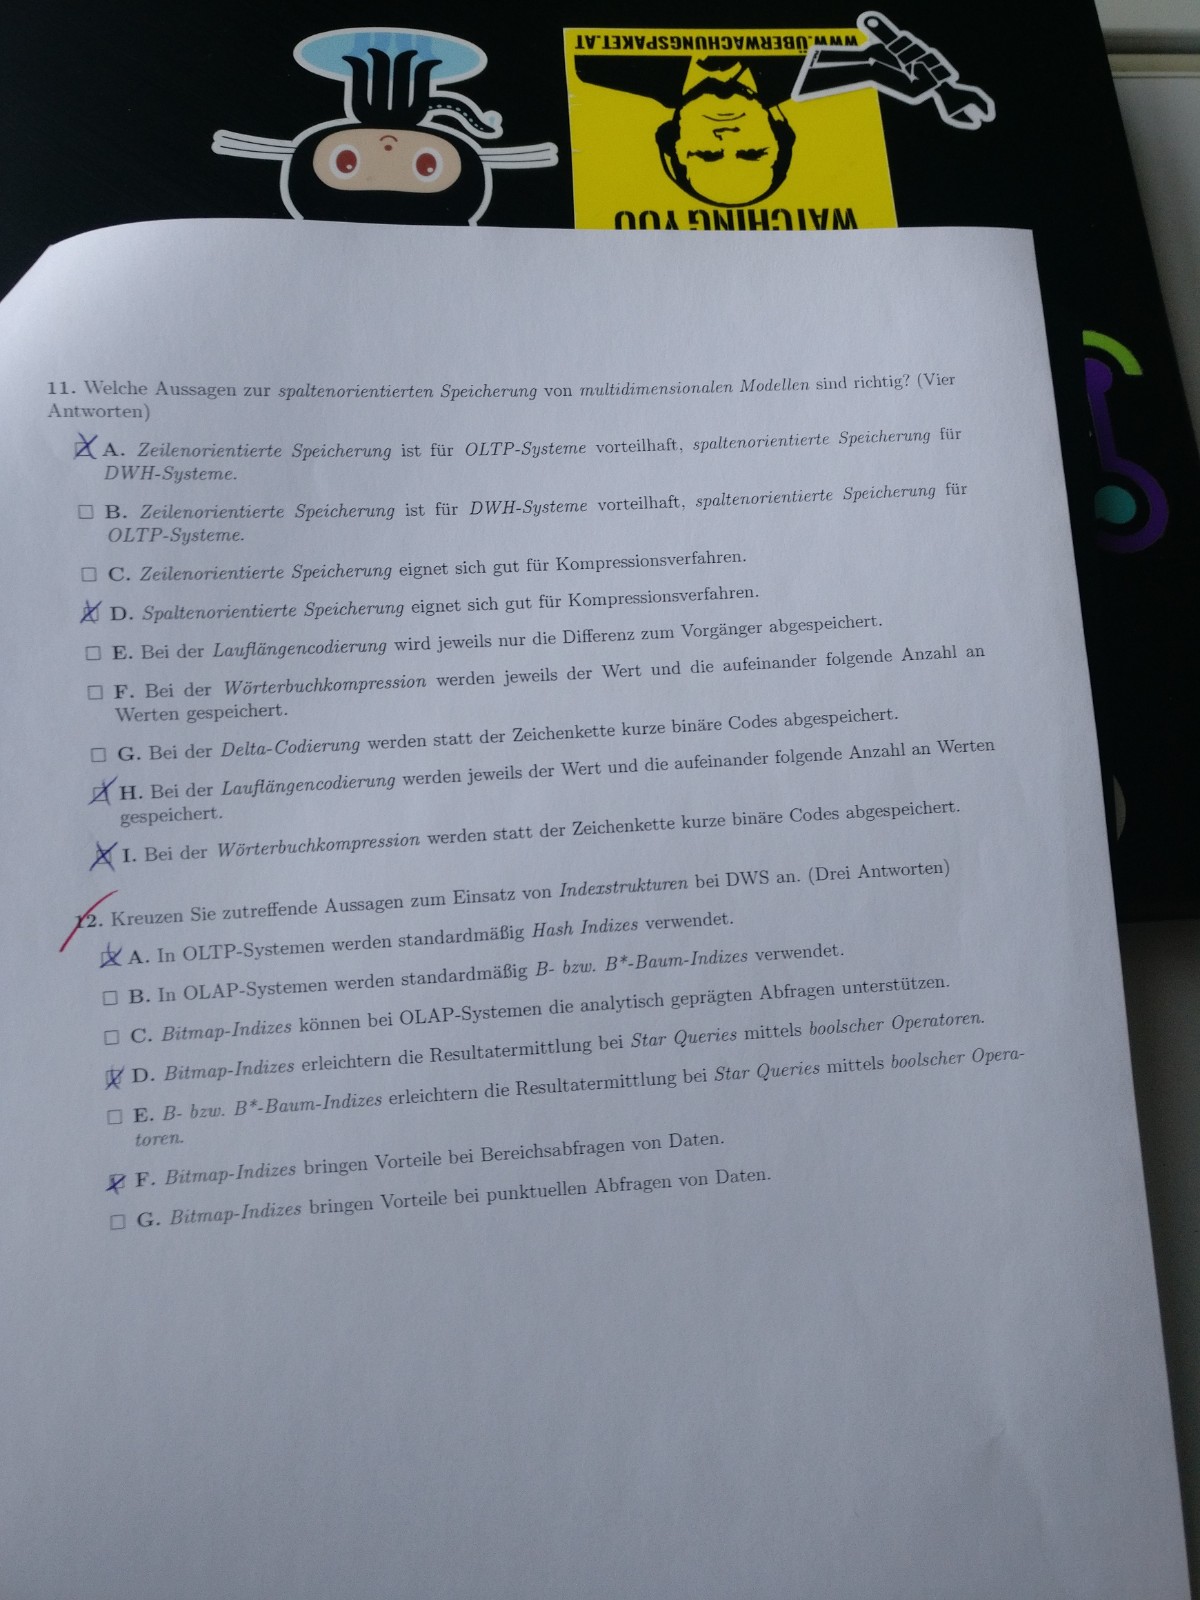 WWW.ÜBERWACHUNGSPAKET.AT
WATCHING YOU
11. Welche Aussagen zur spaltenorientierten Speicherung von multidimensionalen Modellen sind richtig? (Vier
Antworten)
A. Zeilenorientierte Speicherung ist für OLTP-Systeme vorteilhaft, spaltenorientierte Speicherung für
DWH-Systeme.
B. Zeilenorientierte Speicherung ist für DWH-Systeme vorteilhaft, spaltenorientierte Speicherung für
OLTP-Systeme.
C. Zeilenorientierte Speicherung eignet sich gut für Kompressionsverfahren.
D. Spaltenorientierte Speicherung eignet sich gut für Kompressionsverfahren.
E. Bei der Lauflängencodierung wird jeweils nur die Differenz zum Vorgänger abgespeichert.
F. Bei der Wörterbuchkompression werden jeweils der Wert und die aufeinander folgende Anzahl an
Werten gespeichert.
G. Bei der Delta-Codierung werden statt der Zeichenkette kurze binäre Codes abgespeichert.
H. Bei der Lauflängencodierung werden jeweils der Wert und die aufeinander folgende Anzahl an Werten
gespeichert.
I. Bei der Wörterbuchkompression werden statt der Zeichenkette kurze binäre Codes abgespeichert.
12. Kreuzen Sie zutreffende Aussagen zum Einsatz von Indexstrukturen bei DWS an. (Drei Antworten)
A. In OLTP-Systemen werden standardmäßig Hash Indizes verwendet.
B. In OLAP-Systemen werden standardmäßig B- bzw. B*-Baum-Indizes verwendet.
C. Bitmap-Indizes können bei OLAP-Systemen die analytisch geprägten Abfragen unterstützen.
D. Bitmap-Indizes erleichtern die Resultatermittlung bei Star Queries mittels boolscher Operatoren.
E. B- bzw. B*-Baum-Indizes erleichtern die Resultatermittlung bei Star Queries mittels boolscher Opera-
toren.
F. Bitmap-Indizes bringen Vorteile bei Bereichsabfragen von Daten.
G. Bitmap-Indizes bringen Vorteile bei punktuellen Abfragen von Daten.